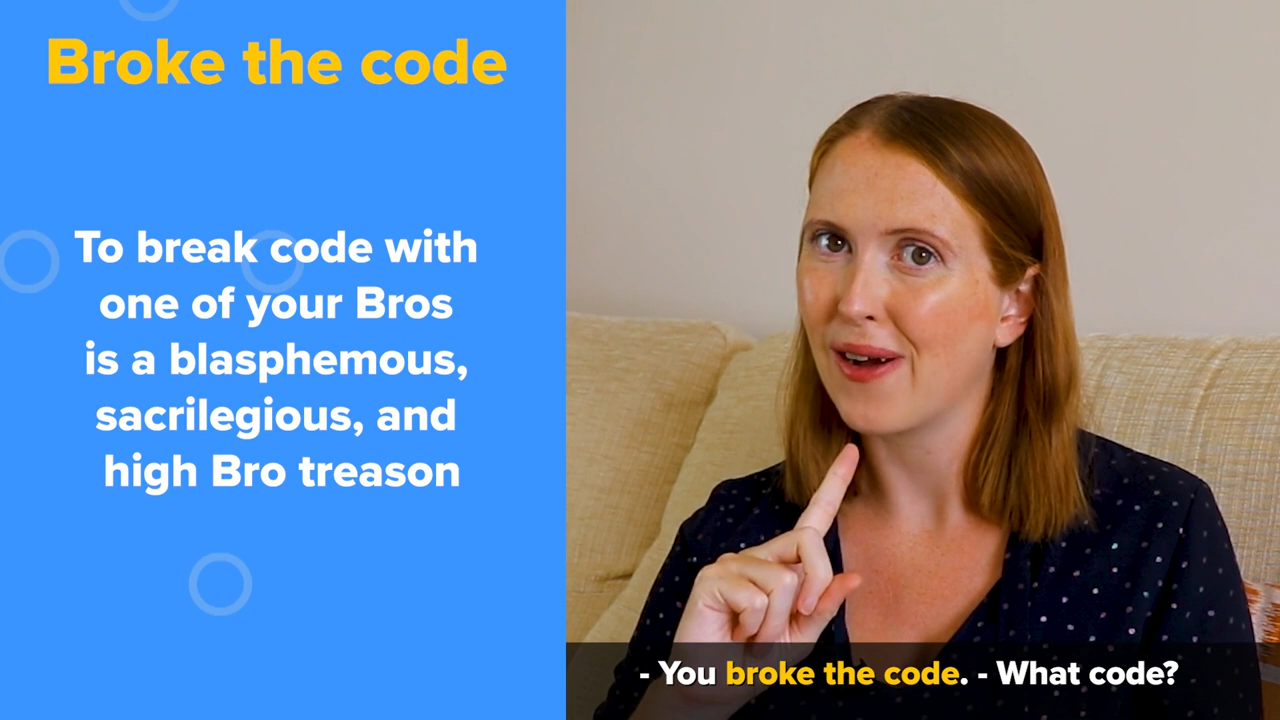 Broke the code
To break code with
one of your Bros
is a blasphemous,
sacrilegious, and
high Bro treason
- You broke the code. - What code?